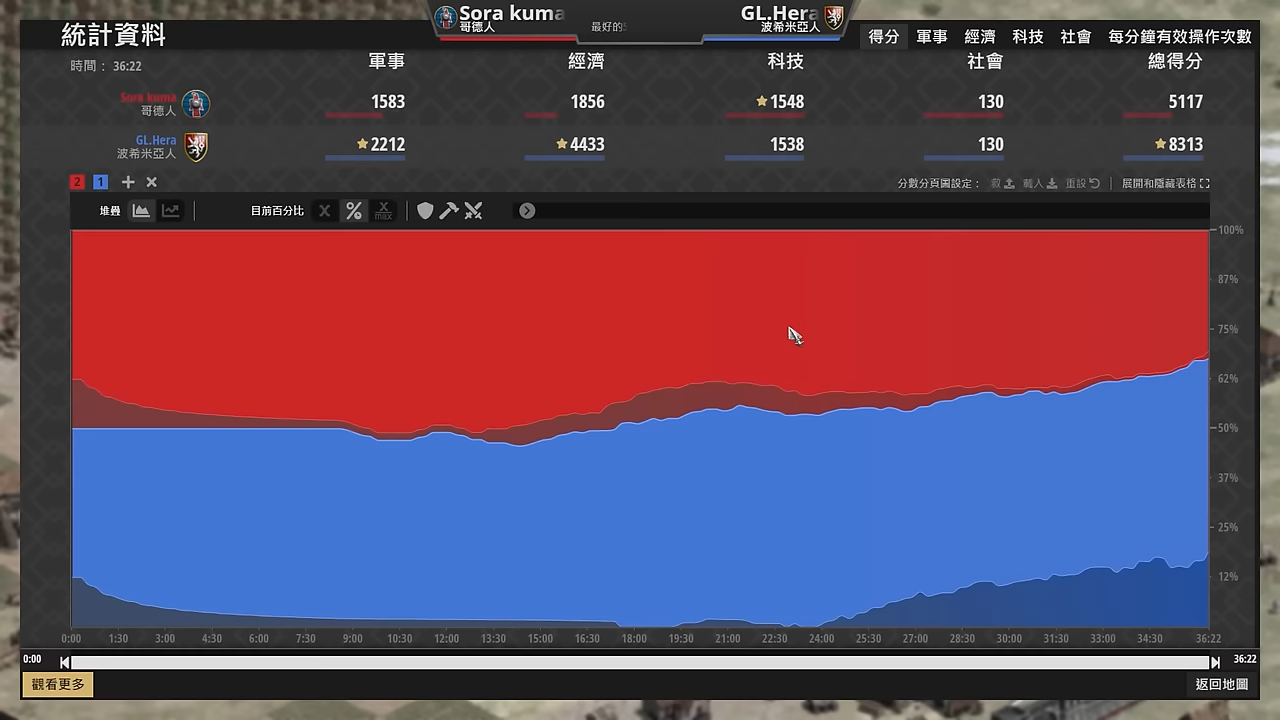 Sora kuma
哥德人
最好的
GL.Hera
波希米亞人
統計資料
得分 軍事 經濟 科技 社會 每分鐘有效操作次數
時間： 36:22
軍事 經濟 科技 社會 總得分
Sora kuma
哥德人
1583 1856 1548 130 5117
GL.Hera
波希米亞人
2212 4433 1538 130 8313
2 1
分數分頁圖設定： 載入 重設 展開和隱藏表格
堆疊 目前百分比 X % X max
100%
87%
75%
62%
50%
37%
25%
12%
0:00 1:30 3:00 4:30 6:00 7:30 9:00 10:30 12:00 13:30 15:00 16:30 18:00 19:30 21:00 22:30 24:00 25:30 27:00 28:30 30:00 31:30 33:00 34:30 36:22
0:00 36:22
觀看更多 返回地圖